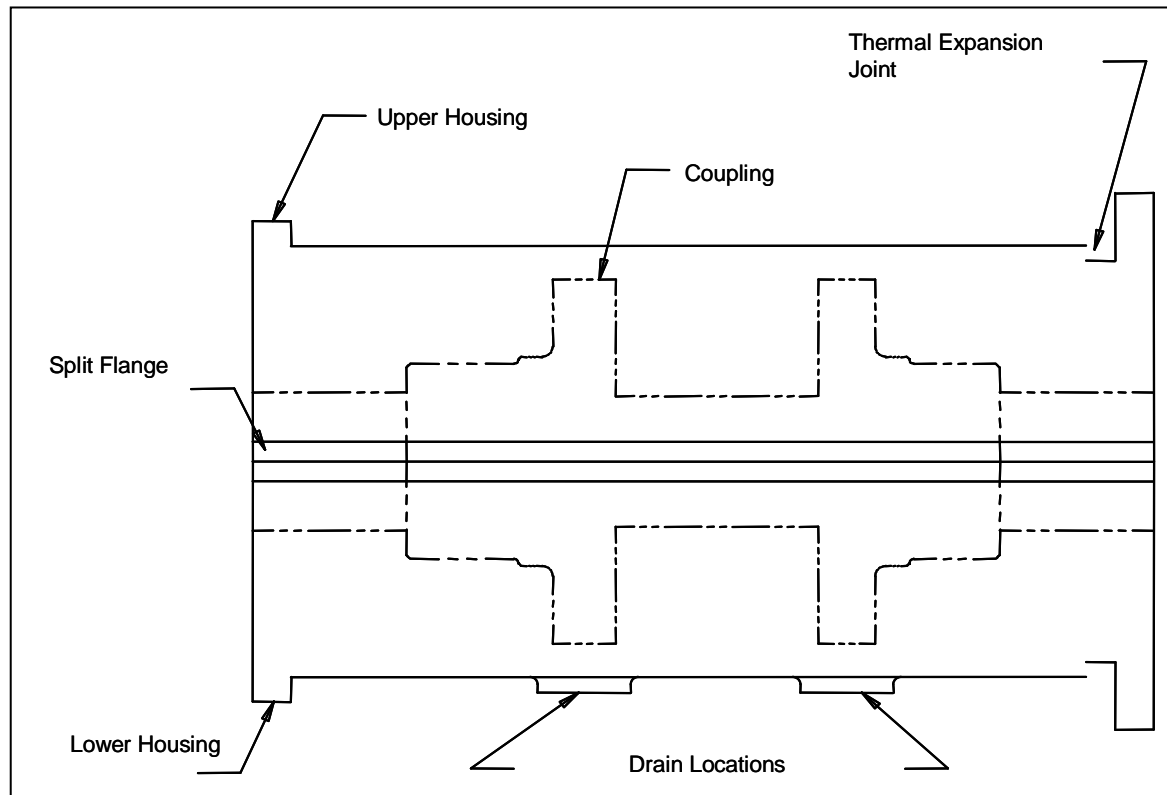 Thermal Expansion
Joint
Upper Housing
Coupling
Split Flange
Lower Housing
Drain Locations